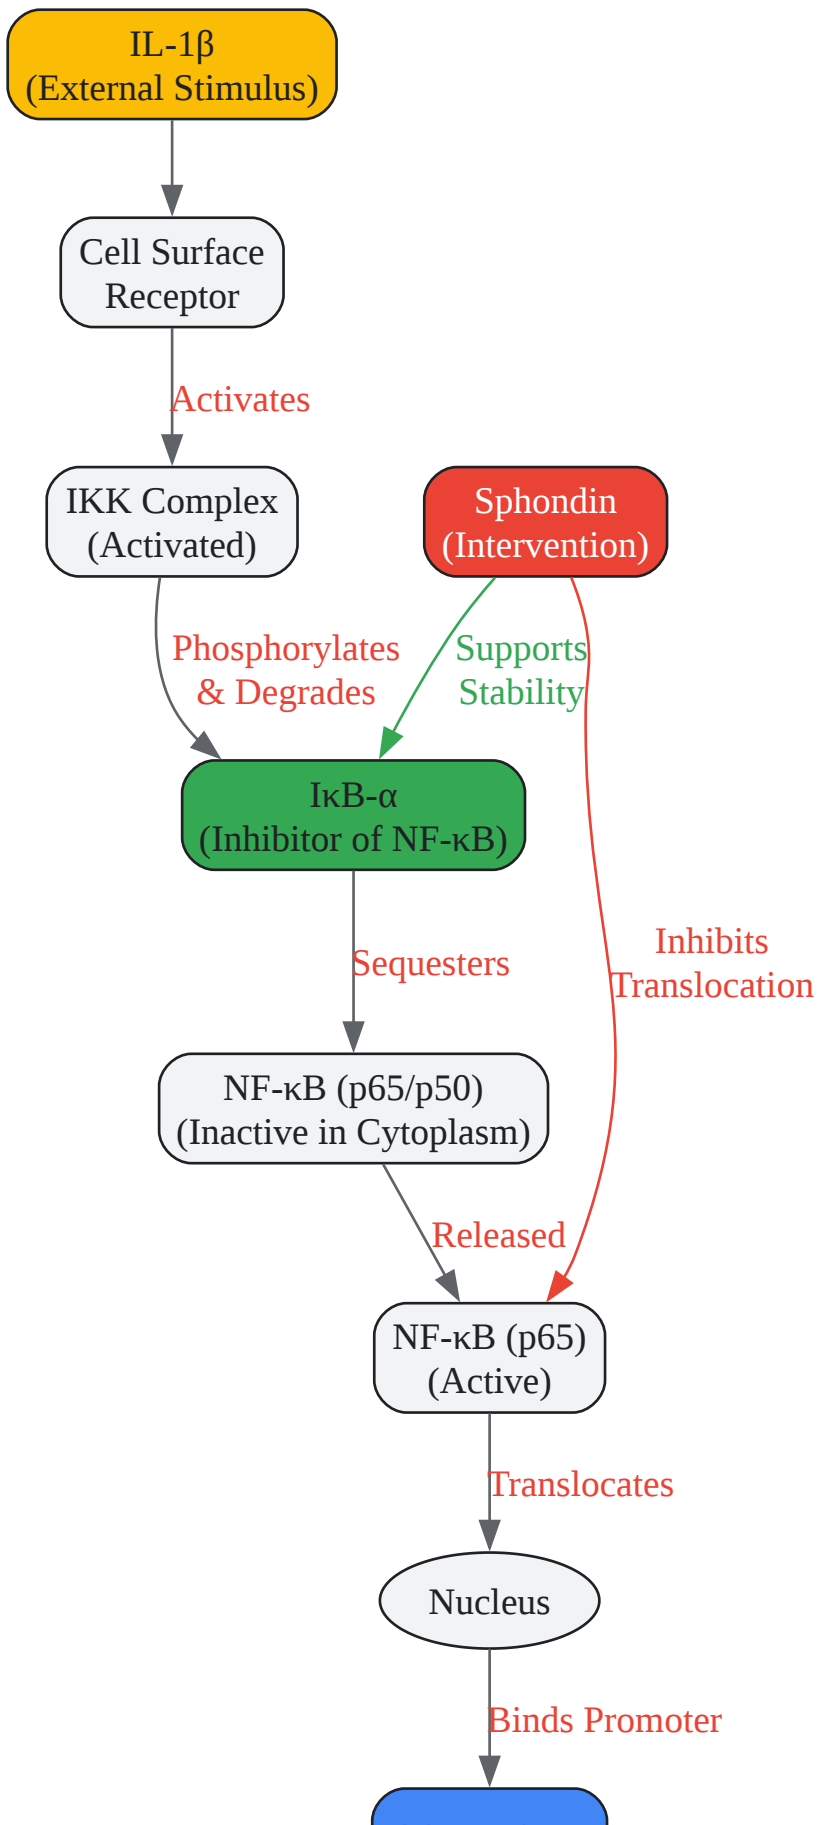 IL-1β
(External Stimulus)
Cell Surface
Receptor
Activates
IKK Complex
(Activated)
Sphondin
(Intervention)
Phosphorylates
& Degrades
Supports
Stability
IκB-α
(Inhibitor of NF-κB)
Sequesters
Inhibits
Translocation
NF-κB (p65/p50)
(Inactive in Cytoplasm)
Released
NF-κB (p65)
(Active)
Translocates
Nucleus
Binds Promoter